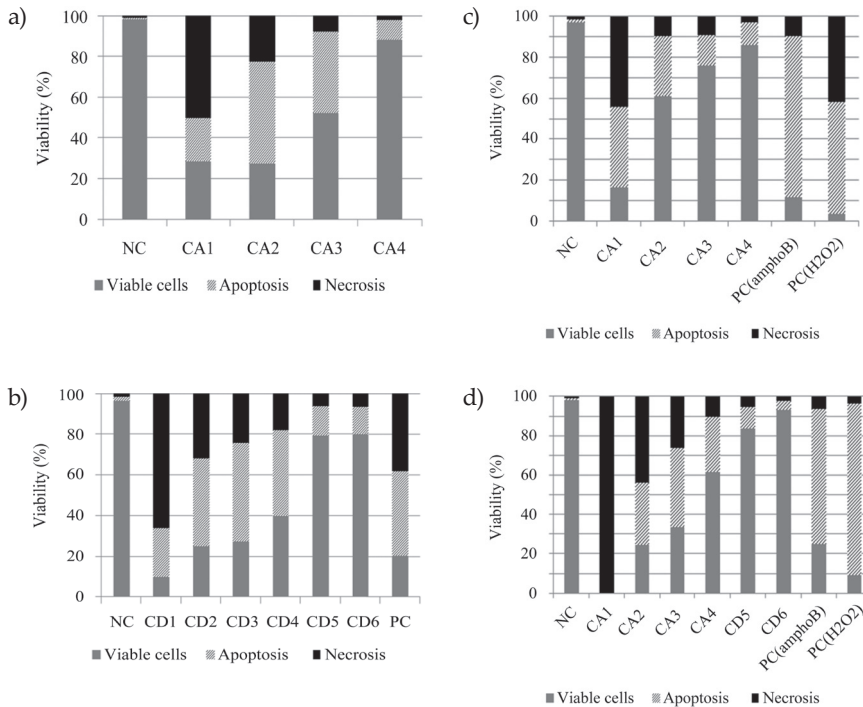 a)
Viability (%)
100
80
60
40
20
0
NC CA1 CA2 CA3 CA4
Viable cells Apoptosis Necrosis
c)
Viability (%)
100
80
60
40
20
0
NC CA1 CA2 CA3 CA4 PC(amphoB) PC(H2O2)
Viable cells Apoptosis Necrosis
b)
Viability (%)
100
80
60
40
20
0
NC CD1 CD2 CD3 CD4 CD5 CD6 PC
Viable cells Apoptosis Necrosis
d)
Viability (%)
100
80
60
40
20
0
NC CA1 CA2 CA3 CA4 CD5 CD6 PC(amphoB) PC(H2O2)
Viable cells Apoptosis Necrosis